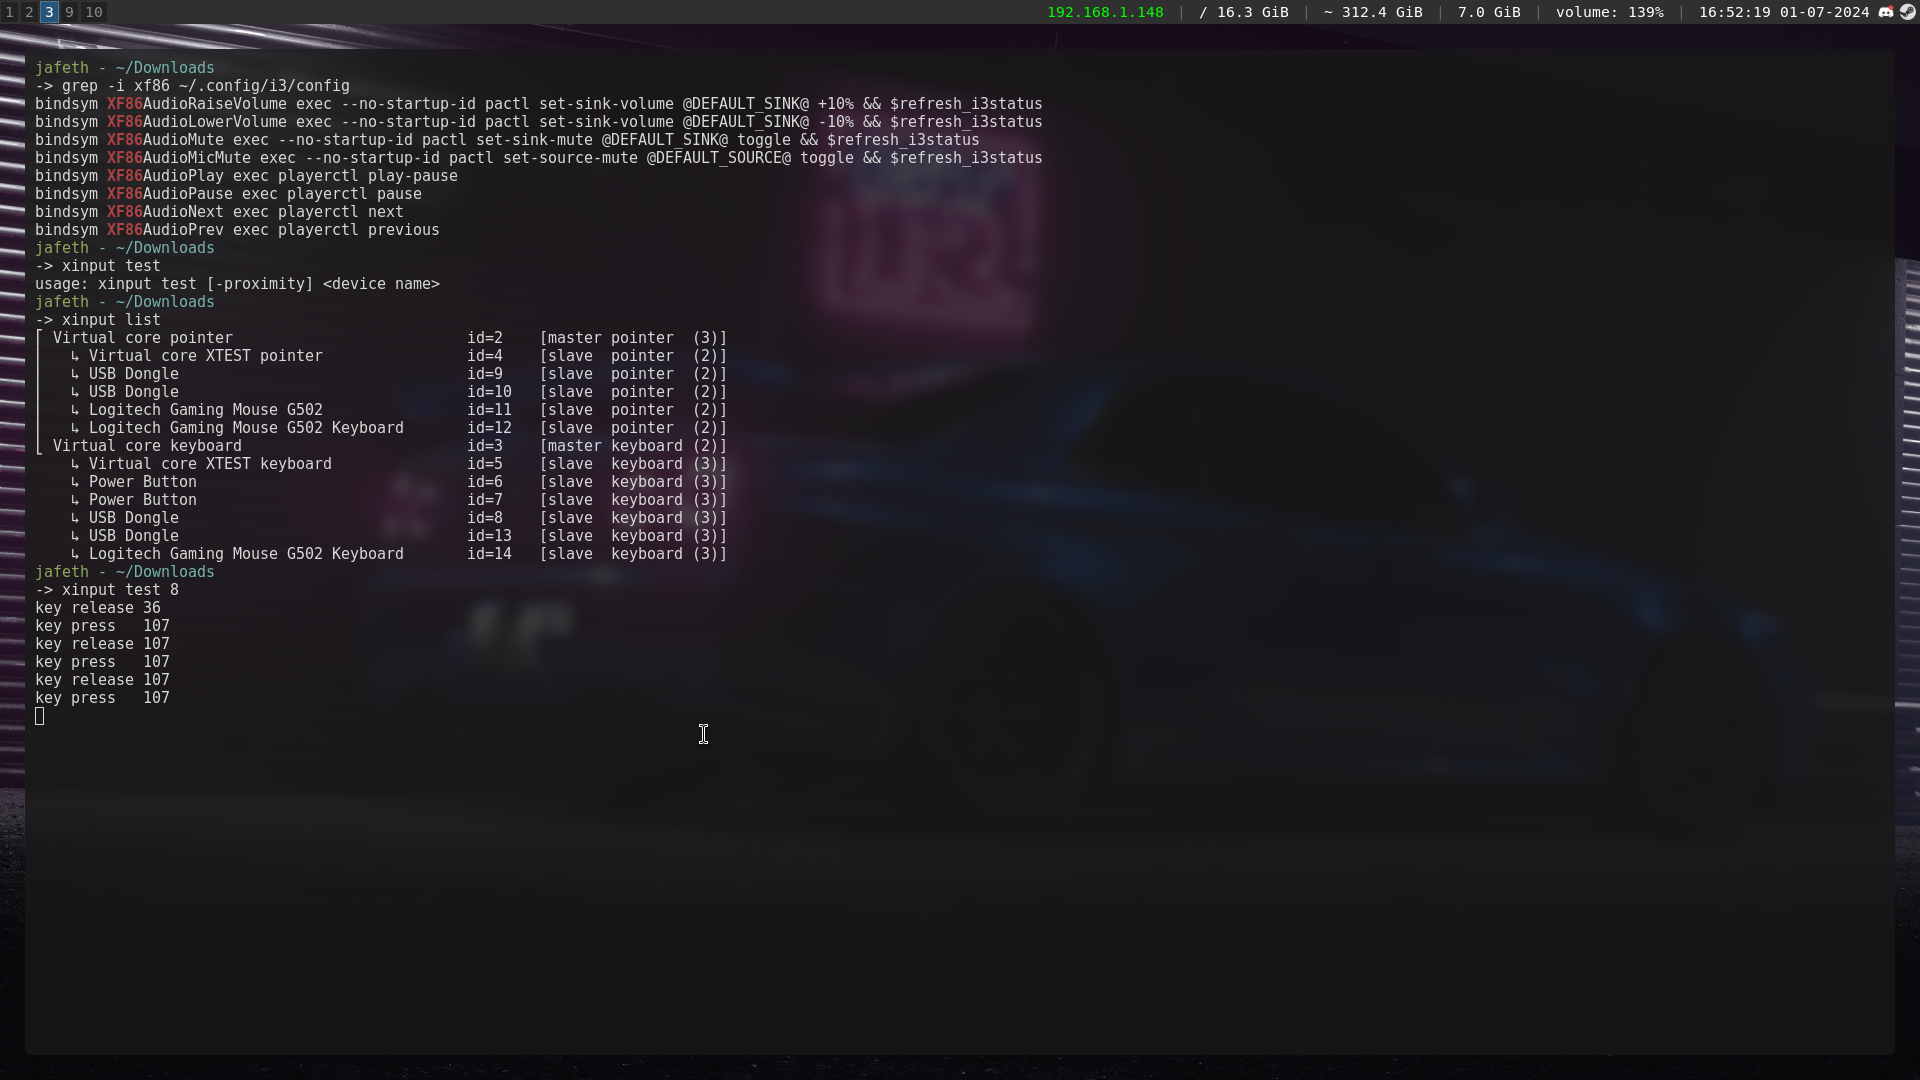 1 2 3 9 10 192.168.1.148 | / 16.3 GiB | ~ 312.4 GiB | 7.0 GiB | volume: 139% | 16:52:19 01-07-2024
jafeth - ~/Downloads
-> grep -i xf86 ~/.config/i3/config
bindsym XF86AudioRaiseVolume exec --no-startup-id pactl set-sink-volume @DEFAULT_SINK@ +10% && $refresh_i3status
bindsym XF86AudioLowerVolume exec --no-startup-id pactl set-sink-volume @DEFAULT_SINK@ -10% && $refresh_i3status
bindsym XF86AudioMute exec --no-startup-id pactl set-sink-mute @DEFAULT_SINK@ toggle && $refresh_i3status
bindsym XF86AudioMicMute exec --no-startup-id pactl set-source-mute @DEFAULT_SOURCE@ toggle && $refresh_i3status
bindsym XF86AudioPlay exec playerctl play-pause
bindsym XF86AudioPause exec playerctl pause
bindsym XF86AudioNext exec playerctl next
bindsym XF86AudioPrev exec playerctl previous
jafeth - ~/Downloads
-> xinput test
usage: xinput test [-proximity] <device name>
jafeth - ~/Downloads
-> xinput list
⎡ Virtual core pointer                          id=2    [master pointer  (3)]
⎜   ↳ Virtual core XTEST pointer                id=4    [slave  pointer  (2)]
⎜   ↳ USB Dongle                                id=9    [slave  pointer  (2)]
⎜   ↳ USB Dongle                                id=10   [slave  pointer  (2)]
⎜   ↳ Logitech Gaming Mouse G502                id=11   [slave  pointer  (2)]
⎜   ↳ Logitech Gaming Mouse G502 Keyboard       id=12   [slave  pointer  (2)]
⎣ Virtual core keyboard                         id=3    [master keyboard (2)]
    ↳ Virtual core XTEST keyboard               id=5    [slave  keyboard (3)]
    ↳ Power Button                              id=6    [slave  keyboard (3)]
    ↳ Power Button                              id=7    [slave  keyboard (3)]
    ↳ USB Dongle                                id=8    [slave  keyboard (3)]
    ↳ USB Dongle                                id=13   [slave  keyboard (3)]
    ↳ Logitech Gaming Mouse G502 Keyboard       id=14   [slave  keyboard (3)]
jafeth - ~/Downloads
-> xinput test 8
key release 36
key press   107
key release 107
key press   107
key release 107
key press   107